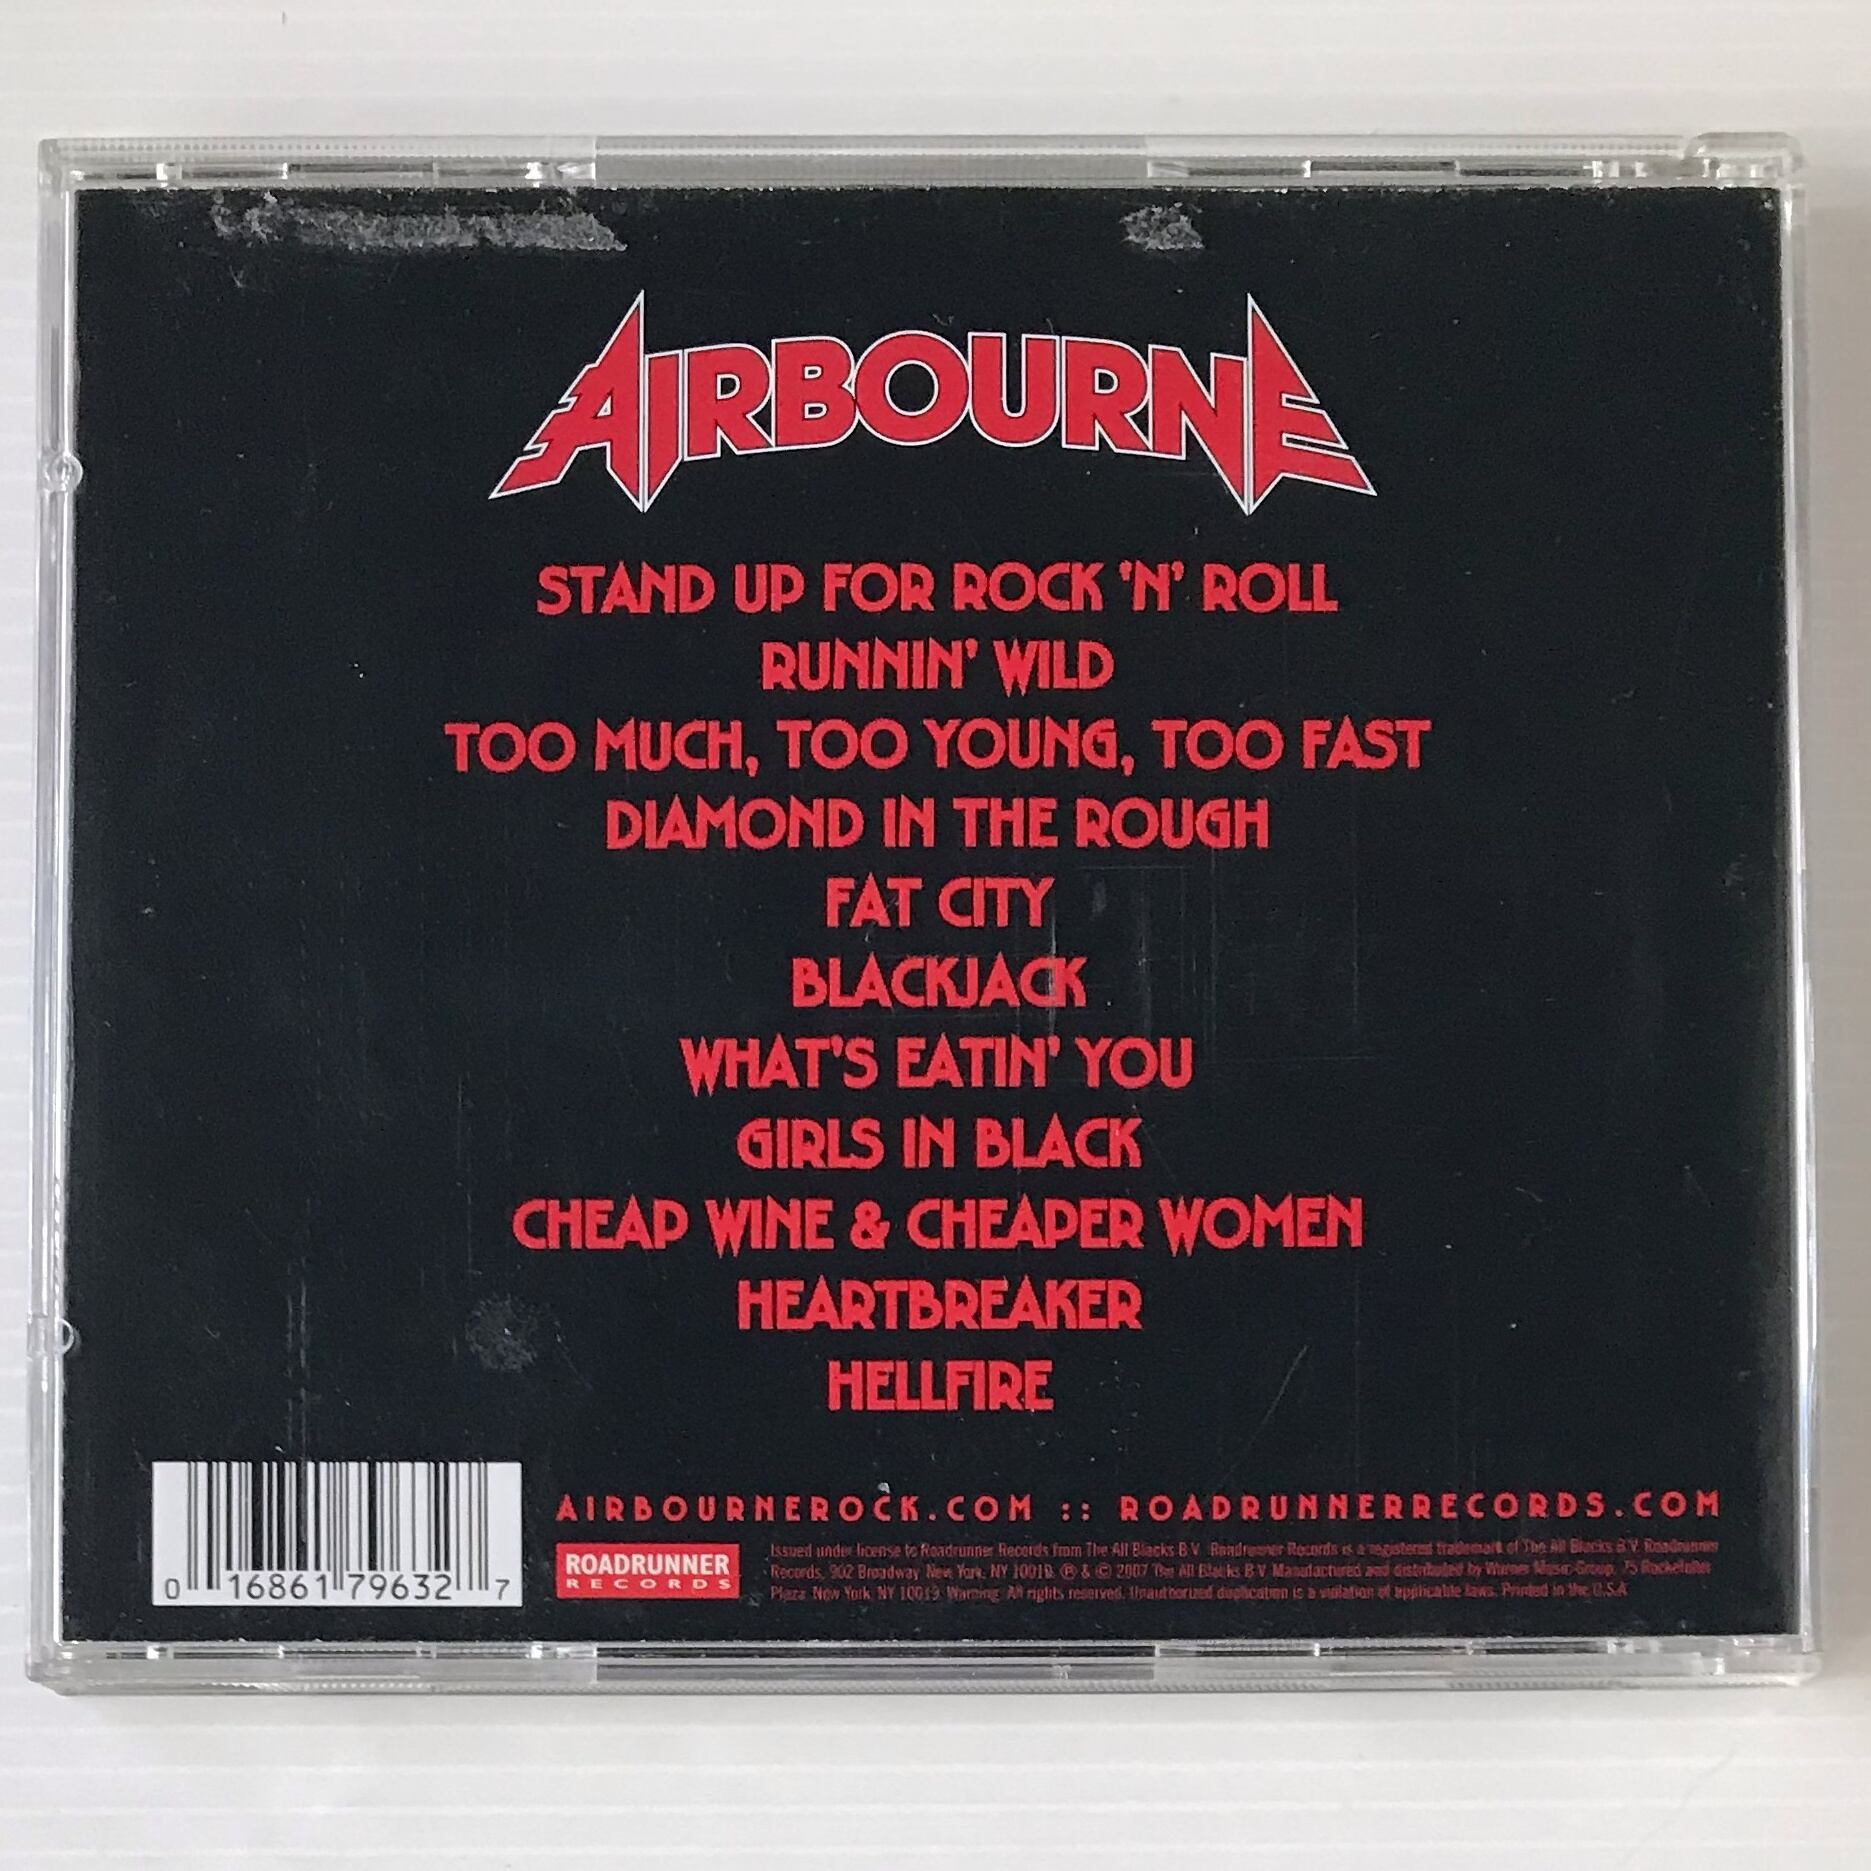 AIRBOURNE
STAND UP FOR ROCK 'N' ROLL
RUNNIN' WILD
TOO MUCH, TOO YOUNG, TOO FAST
DIAMOND IN THE ROUGH
FAT CITY
BLACKJACK
WHAT'S EATIN' YOU
GIRLS IN BLACK
CHEAP WINE & CHEAPER WOMEN
HEARTBREAKER
HELLFIRE
AIRBOURNEROCK.COM :: ROADRUNNERRECORDS.COM
0 16861 79632 7
ROADRUNNER
RECORDS
Issued under license to Roadrunner Records from The All Blacks B.V. Roadrunner Records is a registered trademark of The All Blacks B.V. Roadrunner
Records, 902 Broadway New York, NY 10010. ℗ & © 2007 The All Blacks B.V. Manufactured and distributed by Warner Music Group, 75 Rockefeller
Plaza, New York, NY 10019. Warning: All rights reserved. Unauthorized duplication is a violation of applicable laws. Printed in the U.S.A.